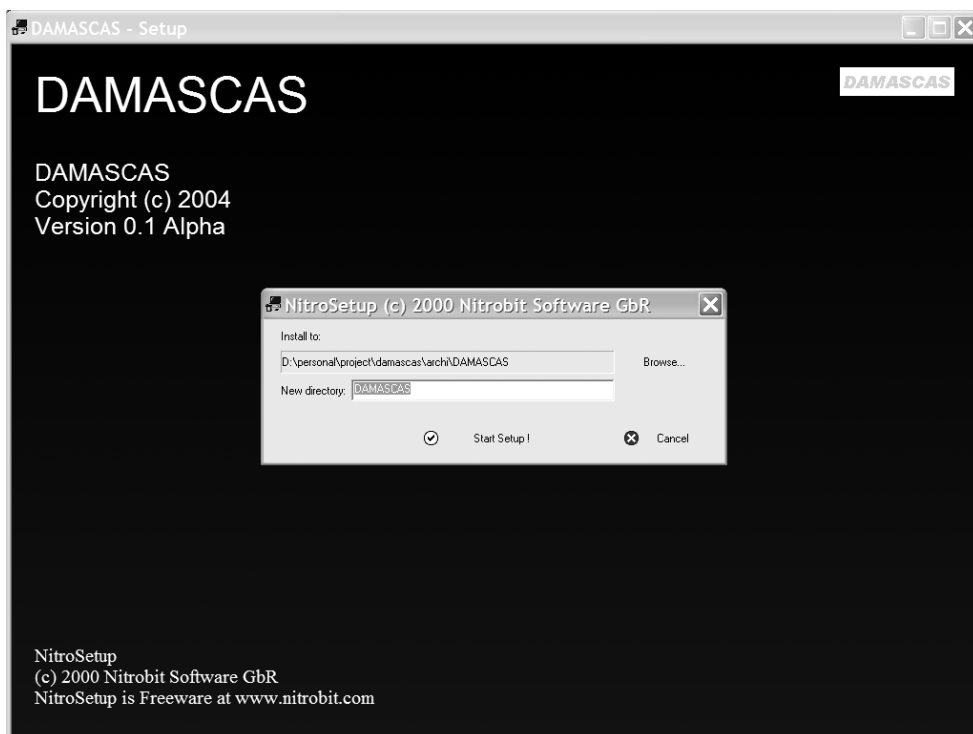 DAMASCAS - Setup
DAMASCAS
DAMASCAS
DAMASCAS
Copyright (c) 2004
Version 0.1 Alpha
NitroSetup (c) 2000 Nitrobit Software GbR
Install to:
D:\personal\project\damascas\archi\DAMASCAS Browse...
New directory: DAMASCAS
Start Setup ! Cancel
NitroSetup
(c) 2000 Nitrobit Software GbR
NitroSetup is Freeware at www.nitrobit.com